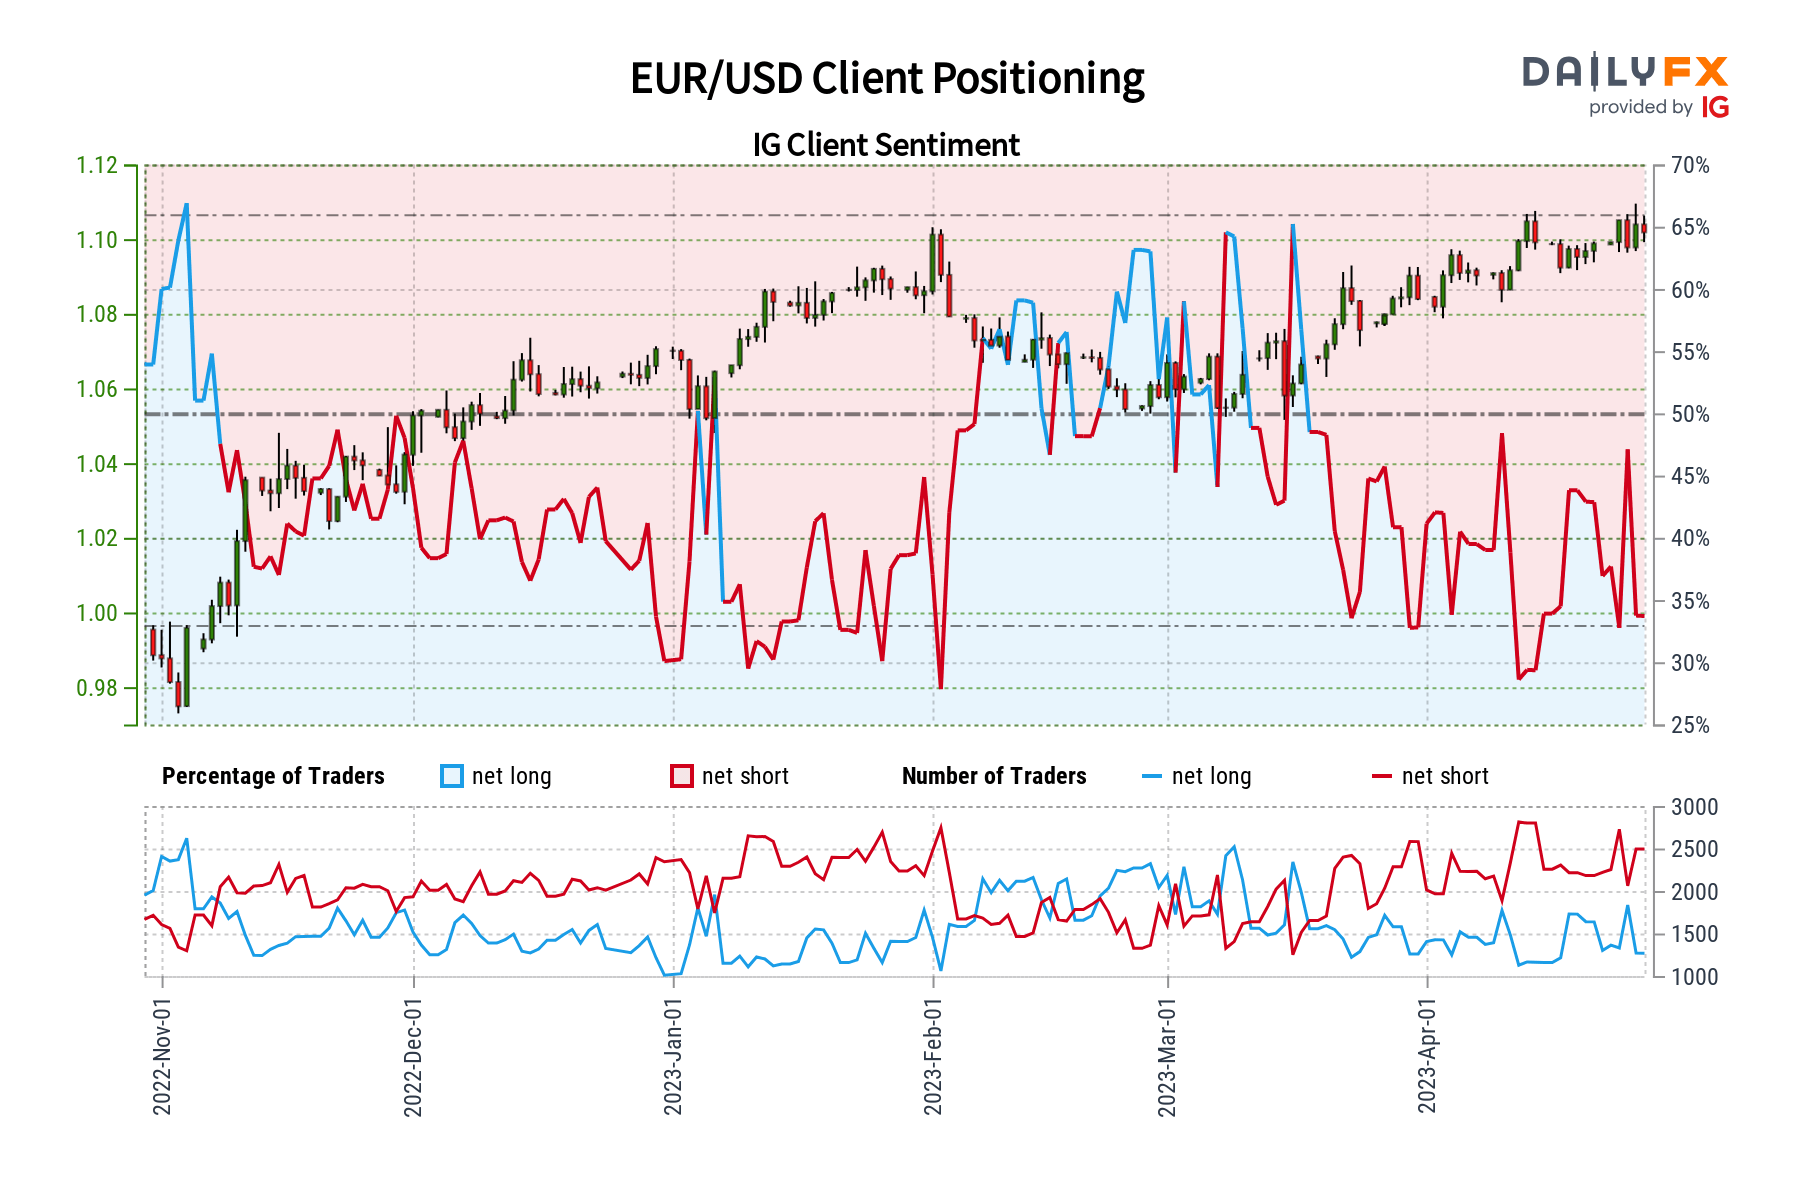 EUR/USD Client Positioning
DAILYFX
provided by IG
IG Client Sentiment
1.12
1.10
1.08
1.06
1.04
1.02
1.00
0.98
70%
65%
60%
55%
50%
45%
40%
35%
30%
25%
Percentage of Traders net long net short Number of Traders net long net short
3000
2500
2000
1500
1000
2022-Nov-01
2022-Dec-01
2023-Jan-01
2023-Feb-01
2023-Mar-01
2023-Apr-01